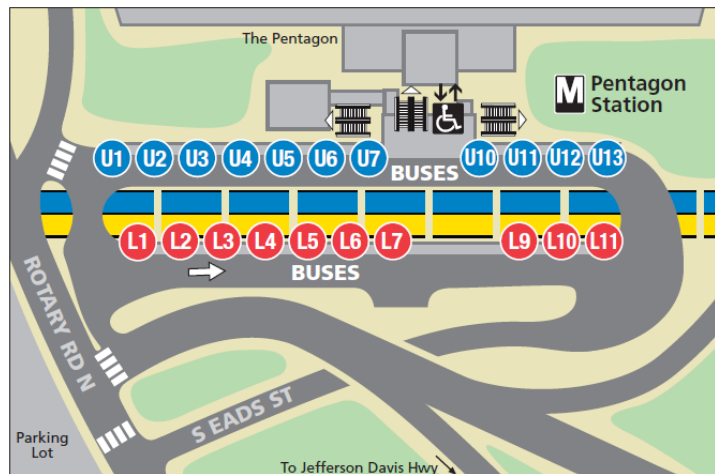 The Pentagon
M
Pentagon
Station
U1 U2 U3 U4 U5 U6 U7 U10 U11 U12 U13
BUSES
L1 L2 L3 L4 L5 L6 L7 L9 L10 L11
BUSES
ROTARY RD N
S EADS ST
Parking
Lot
To Jefferson Davis Hwy